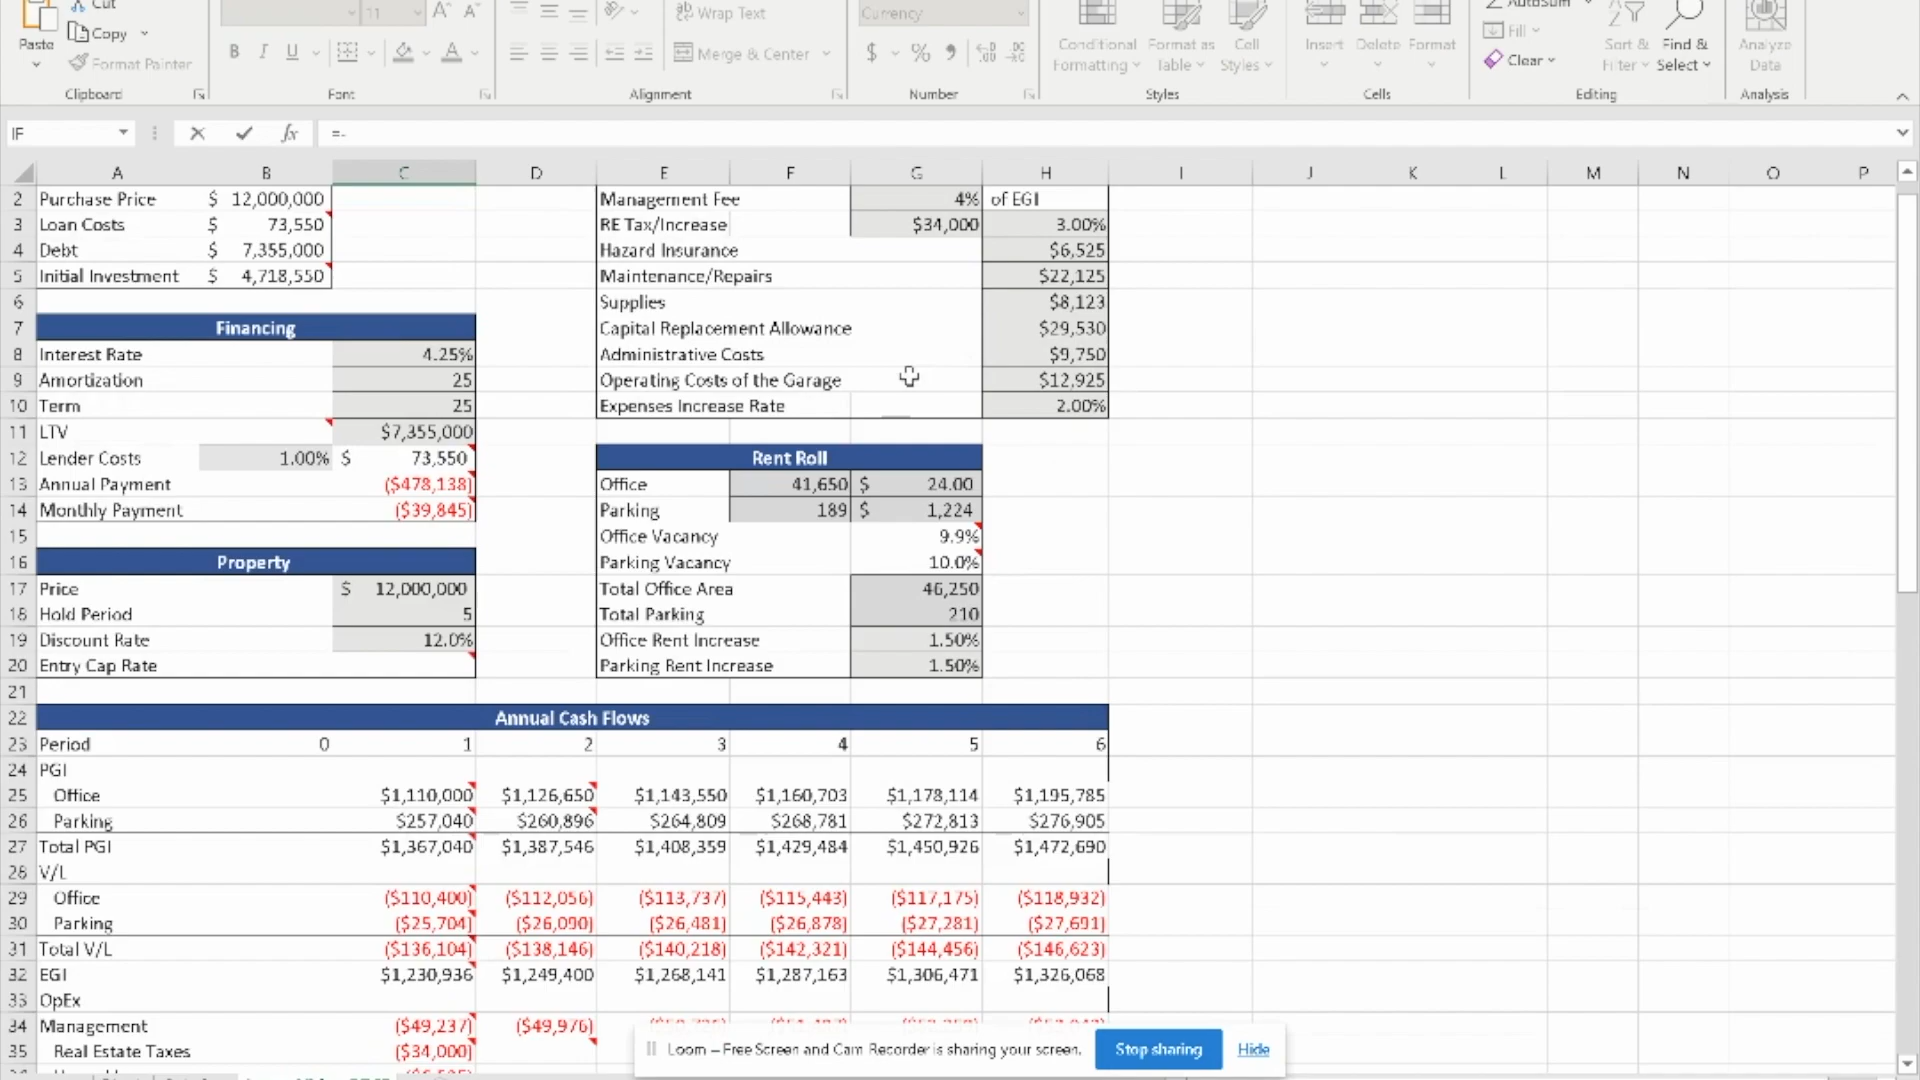 Cut
11
Wrap Text
Currency
AutoSum
Paste
Copy
Format Painter
B I U
A
Merge & Center
$ % 9
Conditional Formatting
Format as Table
Cell Styles
Insert
Delete
Format
Fill
Clear
Sort & Filter
Find & Select
Analyze Data
Clipboard
Font
Alignment
Number
Styles
Cells
Editing
Analysis
IF fx =-
A B C D E F G H I J K L M N O P
2 Purchase Price $ 12,000,000 Management Fee 4% of EGI
3 Loan Costs $ 73,550 RE Tax/Increase $34,000 3.00%
4 Debt $ 7,355,000 Hazard Insurance $6,525
5 Initial Investment $ 4,718,550 Maintenance/Repairs $22,125
6 Supplies $8,123
7 Financing Capital Replacement Allowance $29,530
8 Interest Rate 4.25% Administrative Costs $9,750
9 Amortization 25 Operating Costs of the Garage $12,925
10 Term 25 Expenses Increase Rate 2.00%
11 LTV $7,355,000
12 Lender Costs 1.00% $ 73,550 Rent Roll
13 Annual Payment ($478,138) Office 41,650 $ 24.00
14 Monthly Payment ($39,845) Parking 189 $ 1,224
15 Office Vacancy 9.9%
16 Property Parking Vacancy 10.0%
17 Price $ 12,000,000 Total Office Area 46,250
18 Hold Period 5 Total Parking 210
19 Discount Rate 12.0% Office Rent Increase 1.50%
20 Entry Cap Rate Parking Rent Increase 1.50%
21
22 Annual Cash Flows
23 Period 0 1 2 3 4 5 6
24 PGI
25 Office $1,110,000 $1,126,650 $1,143,550 $1,160,703 $1,178,114 $1,195,785
26 Parking $257,040 $260,896 $264,809 $268,781 $272,813 $276,905
27 Total PGI $1,367,040 $1,387,546 $1,408,359 $1,429,484 $1,450,926 $1,472,690
28 V/L
29 Office ($110,400) ($112,056) ($113,737) ($115,443) ($117,175) ($118,932)
30 Parking ($25,704) ($26,090) ($26,481) ($26,878) ($27,281) ($27,691)
31 Total V/L ($136,104) ($138,146) ($140,218) ($142,321) ($144,456) ($146,623)
32 EGI $1,230,936 $1,249,400 $1,268,141 $1,287,163 $1,306,471 $1,326,068
33 OpEx
34 Management ($49,237) ($49,976)
35 Real Estate Taxes ($34,000)
Loom – Free Screen and Cam Recorder is sharing your screen. Stop sharing Hide